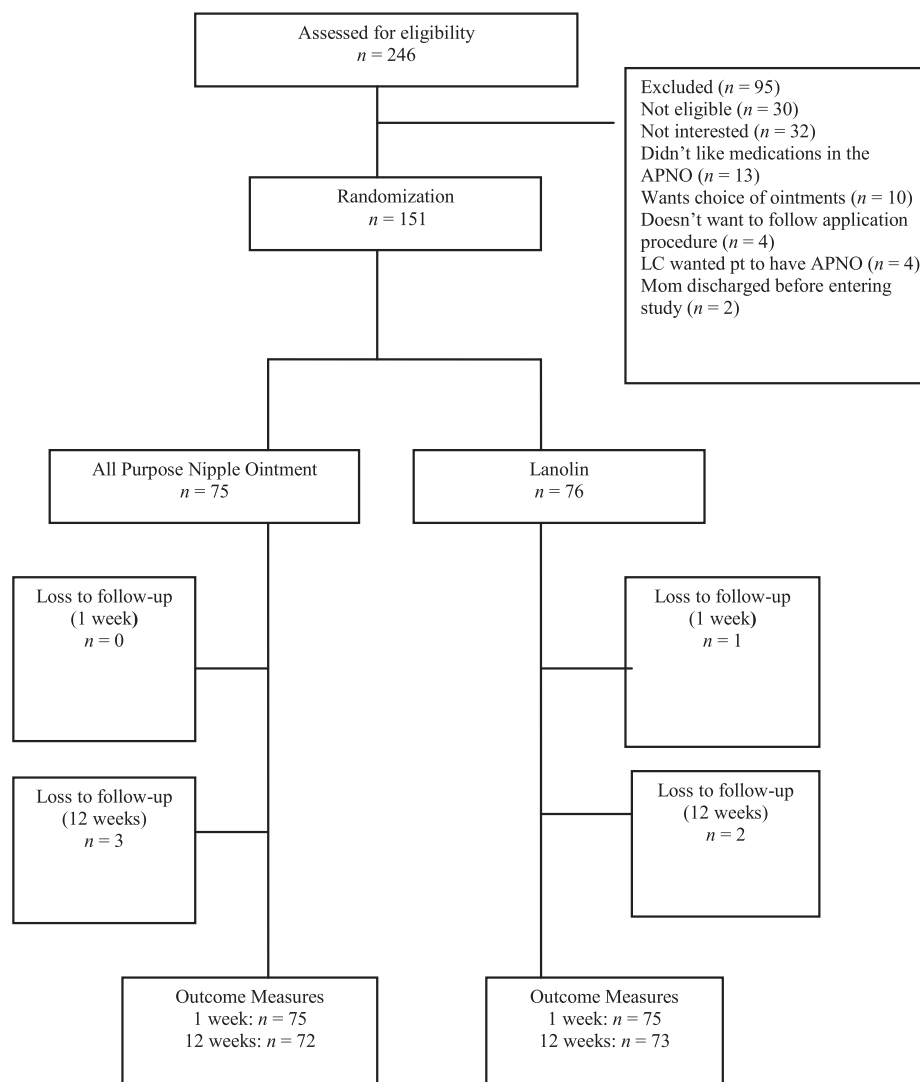 Assessed for eligibility
n = 246
Excluded (n = 95)
Not eligible (n = 30)
Not interested (n = 32)
Didn't like medications in the
APNO (n = 13)
Wants choice of ointments (n = 10)
Doesn't want to follow application
procedure (n = 4)
LC wanted pt to have APNO (n = 4)
Mom discharged before entering
study (n = 2)
Randomization
n = 151
All Purpose Nipple Ointment
n = 75
Lanolin
n = 76
Loss to follow-up
(1 week)
n = 0
Loss to follow-up
(1 week)
n = 1
Loss to follow-up
(12 weeks)
n = 3
Loss to follow-up
(12 weeks)
n = 2
Outcome Measures
1 week: n = 75
12 weeks: n = 72
Outcome Measures
1 week: n = 75
12 weeks: n = 73